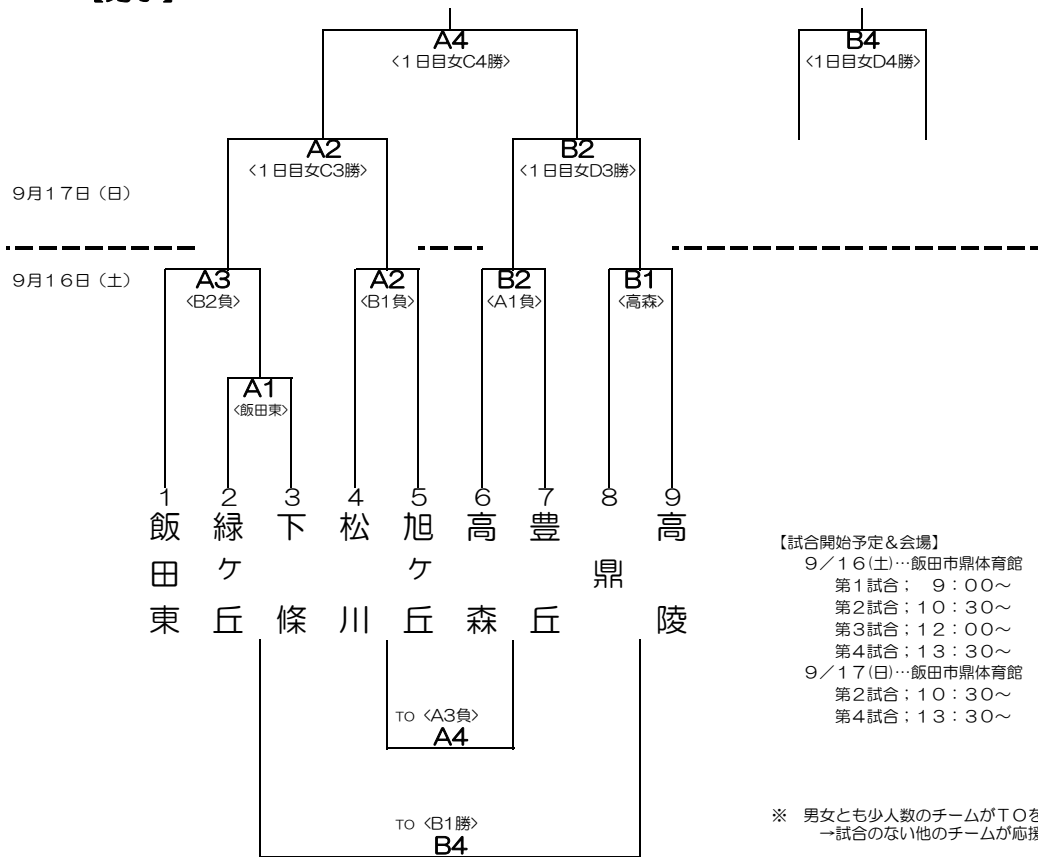 A4
<1日目女C4勝>
B4
<1日目女D4勝>
A2
<1日目女C3勝>
B2
<1日目女D3勝>
9月17日（日）
9月16日（土）
A3
<B2負>
A2
<B1負>
B2
<A1負>
B1
<高森>
A1
<飯田東>
1 2 3 4 5 6 7 8 9
飯田東
緑ケ丘
下條
松川
旭ケ丘
高森
豊丘
鼎
高陵
【試合開始予定＆会場】
9／16(土)…飯田市鼎体育館
第1試合； 9：00～
第2試合；10：30～
第3試合；12：00～
第4試合；13：30～
9／17(日)…飯田市鼎体育館
第2試合；10：30～
第4試合；13：30～
TO <A3負>
A4
TO <B1勝>
B4
※ 男女とも少人数のチームがTOを
→試合のない他のチームが応援